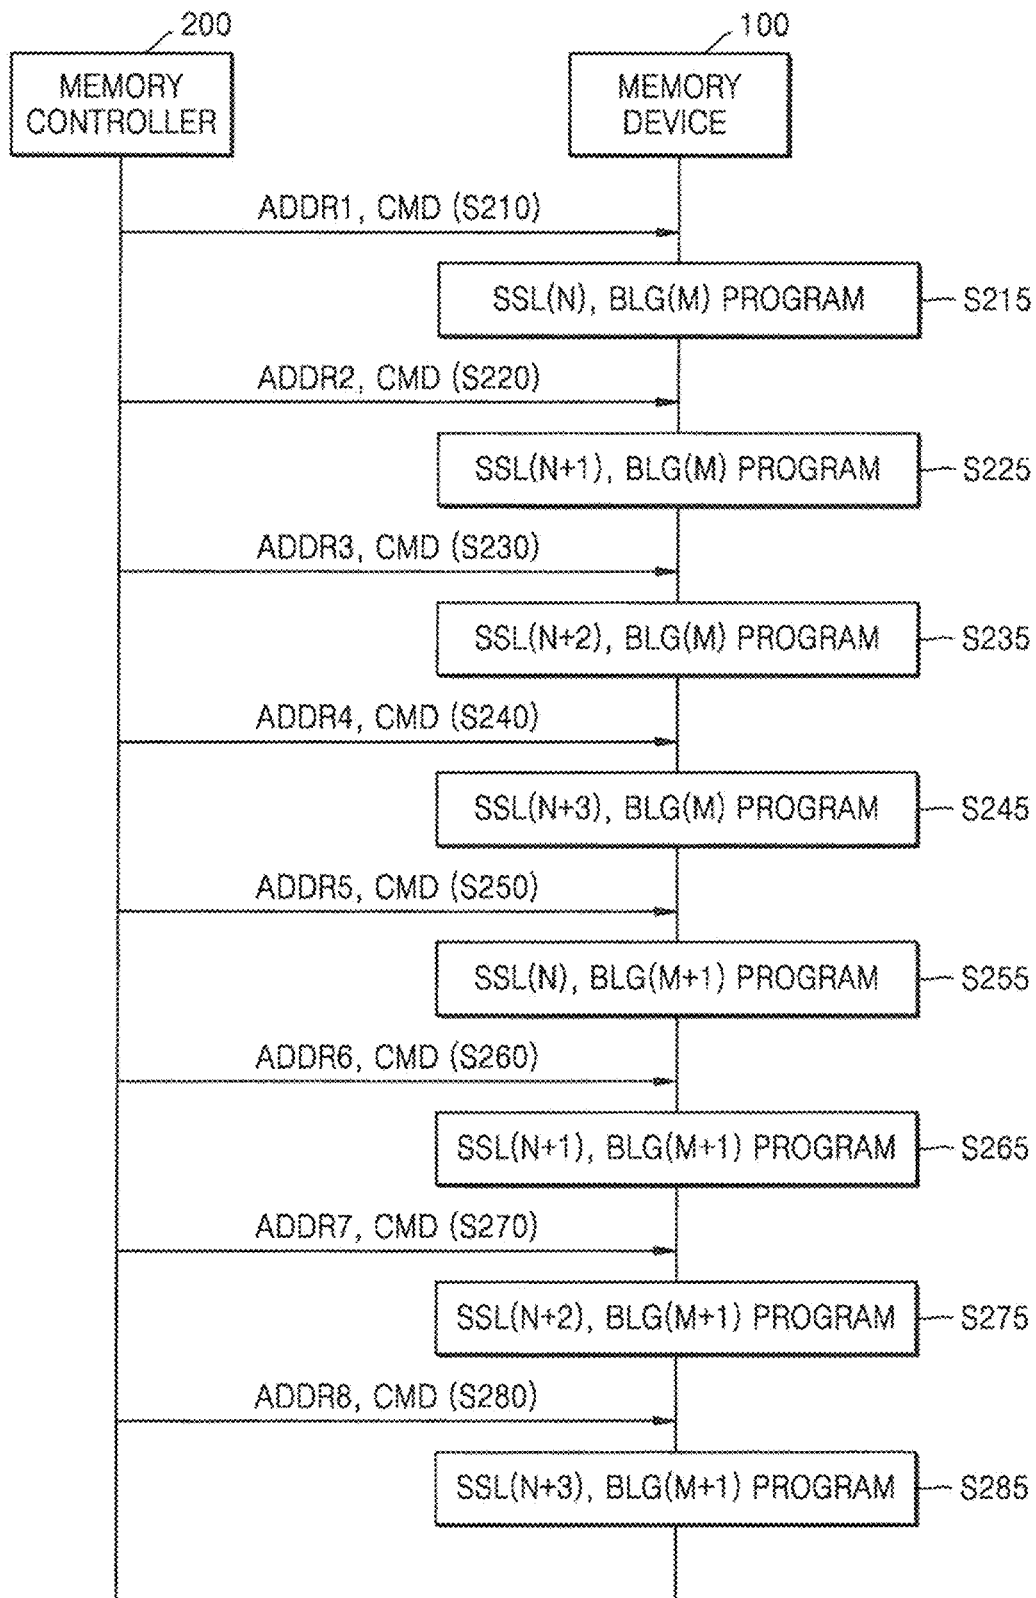 200
100
MEMORY
CONTROLLER
MEMORY
DEVICE
ADDR1, CMD (S210)
SSL(N), BLG(M) PROGRAM
S215
ADDR2, CMD (S220)
SSL(N+1), BLG(M) PROGRAM
S225
ADDR3, CMD (S230)
SSL(N+2), BLG(M) PROGRAM
S235
ADDR4, CMD (S240)
SSL(N+3), BLG(M) PROGRAM
S245
ADDR5, CMD (S250)
SSL(N), BLG(M+1) PROGRAM
S255
ADDR6, CMD (S260)
SSL(N+1), BLG(M+1) PROGRAM
S265
ADDR7, CMD (S270)
SSL(N+2), BLG(M+1) PROGRAM
S275
ADDR8, CMD (S280)
SSL(N+3), BLG(M+1) PROGRAM
S285